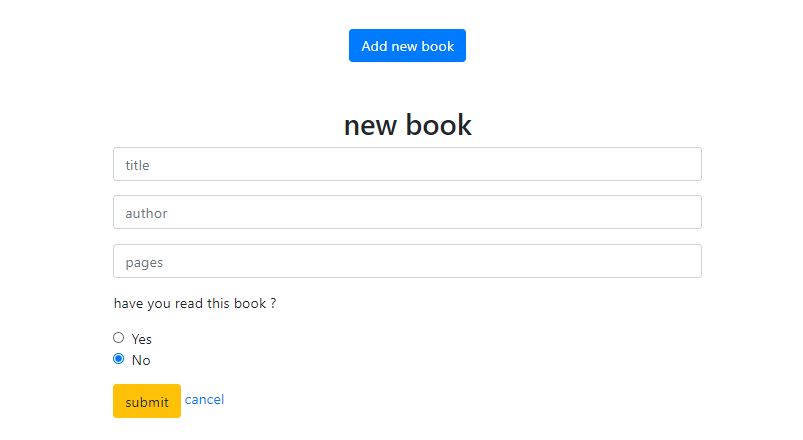 Add new book
new book
title
author
pages
have you read this book ?
Yes
No
submit cancel